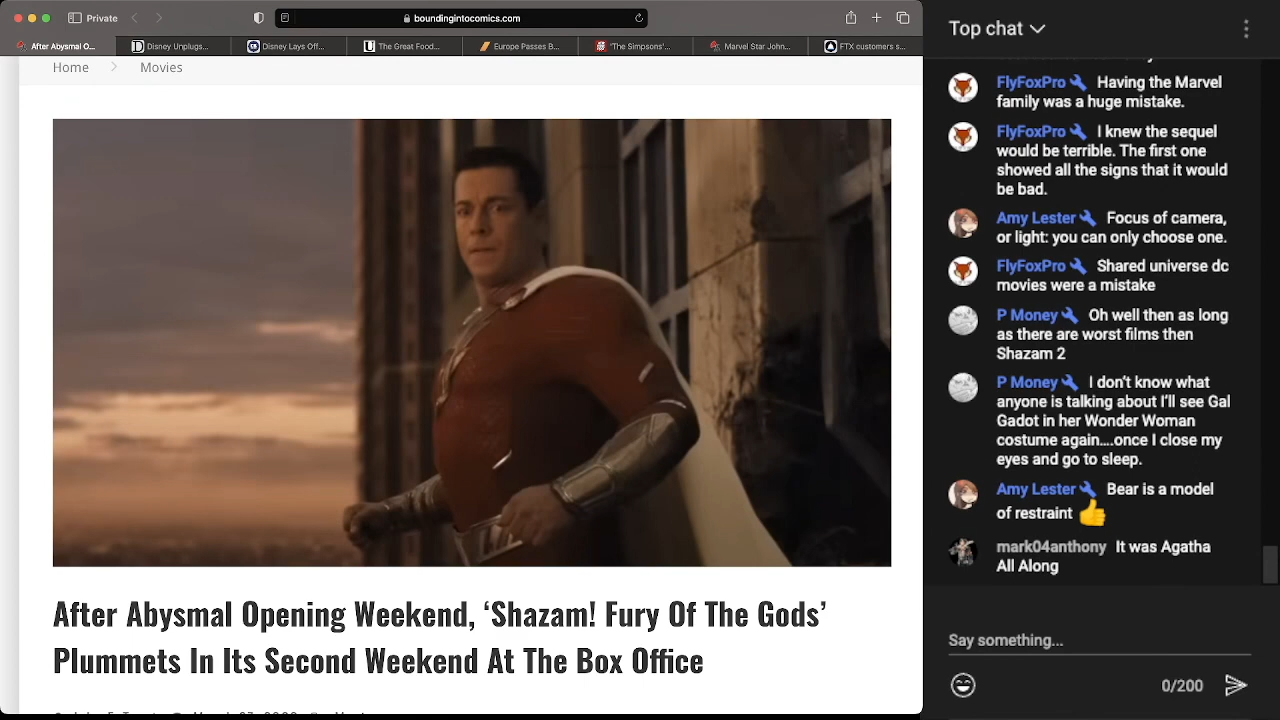 Private
boundingintocomics.com
After Abysmal O...
Disney Unplugs...
Disney Lays Off...
The Great Food...
Europe Passes B...
'The Simpsons'...
Marvel Star John...
FTX customers s...
Home
Movies
After Abysmal Opening Weekend, ‘Shazam! Fury Of The Gods’
Plummets In Its Second Weekend At The Box Office
Top chat
FlyFoxPro Having the Marvel
family was a huge mistake.
FlyFoxPro I knew the sequel
would be terrible. The first one
showed all the signs that it would
be bad.
Amy Lester Focus of camera,
or light: you can only choose one.
FlyFoxPro Shared universe dc
movies were a mistake
P Money Oh well then as long
as there are worst films then
Shazam 2
P Money I don’t know what
anyone is talking about I’ll see Gal
Gadot in her Wonder Woman
costume again....once I close my
eyes and go to sleep.
Amy Lester Bear is a model
of restraint 👍
mark04anthony It was Agatha
All Along
Say something...
0/200